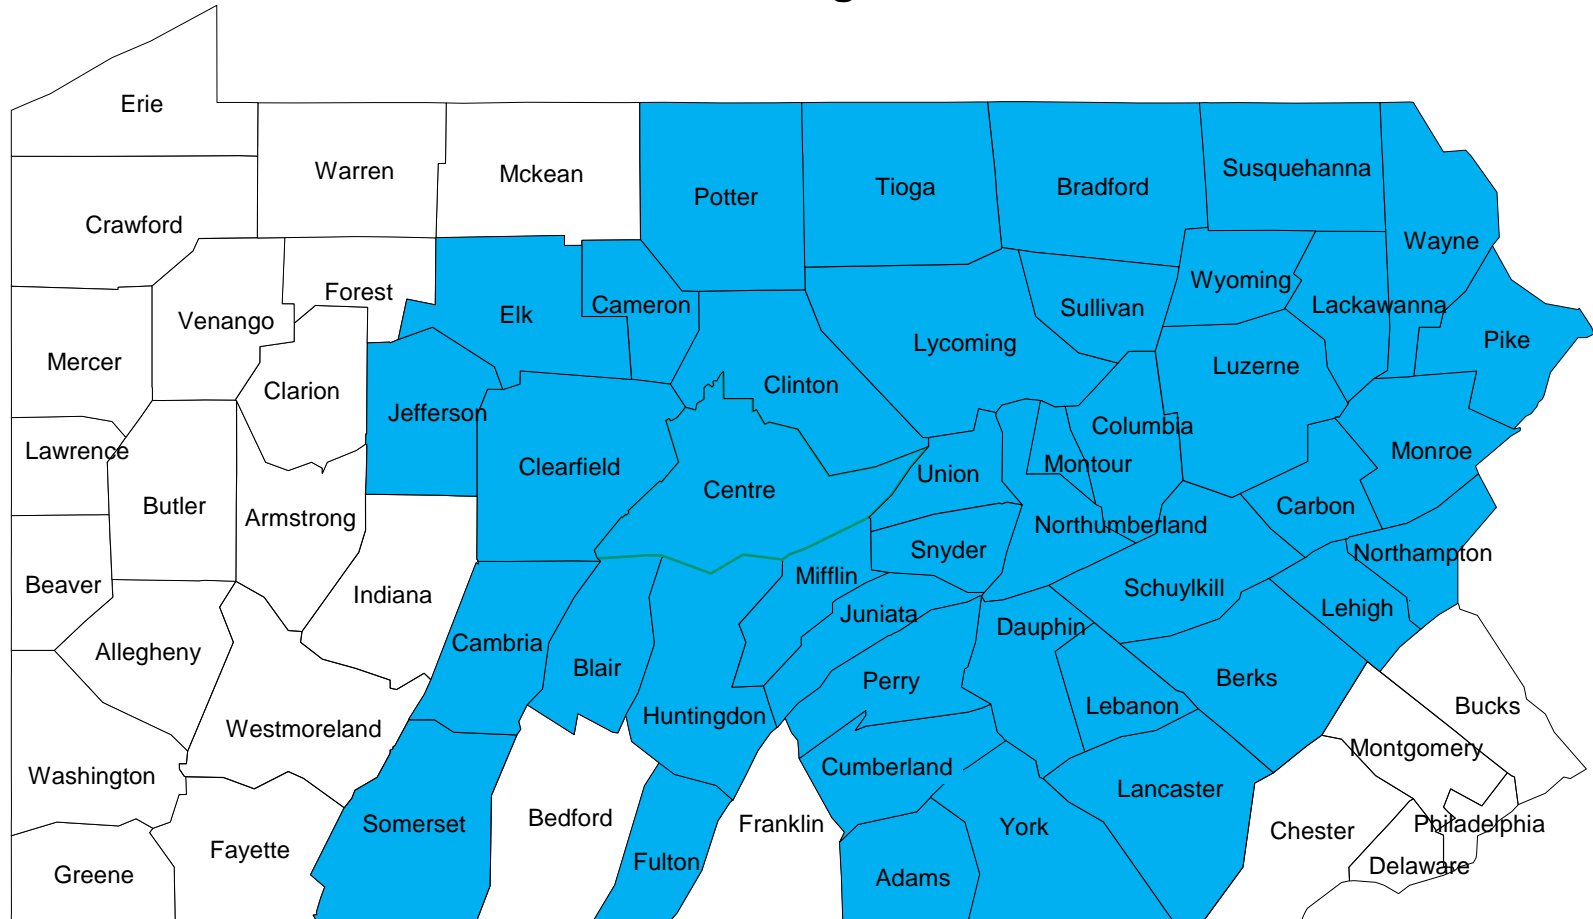 Erie
Warren
Mckean
Potter
Tioga
Bradford
Susquehanna
Crawford
Wayne
Venango
Forest
Elk
Cameron
Wyoming
Lackawanna
Sullivan
Lycoming
Pike
Mercer
Clarion
Jefferson
Clinton
Luzerne
Columbia
Lawrence
Clearfield
Centre
Union
Montour
Monroe
Butler
Armstrong
Carbon
Northumberland
Snyder
Northampton
Beaver
Indiana
Mifflin
Schuylkill
Lehigh
Juniata
Dauphin
Allegheny
Cambria
Blair
Perry
Berks
Lebanon
Bucks
Westmoreland
Huntingdon
Montgomery
Washington
Cumberland
Lancaster
Somerset
Bedford
Franklin
York
Chester
Philadelphia
Fayette
Fulton
Delaware
Greene
Adams